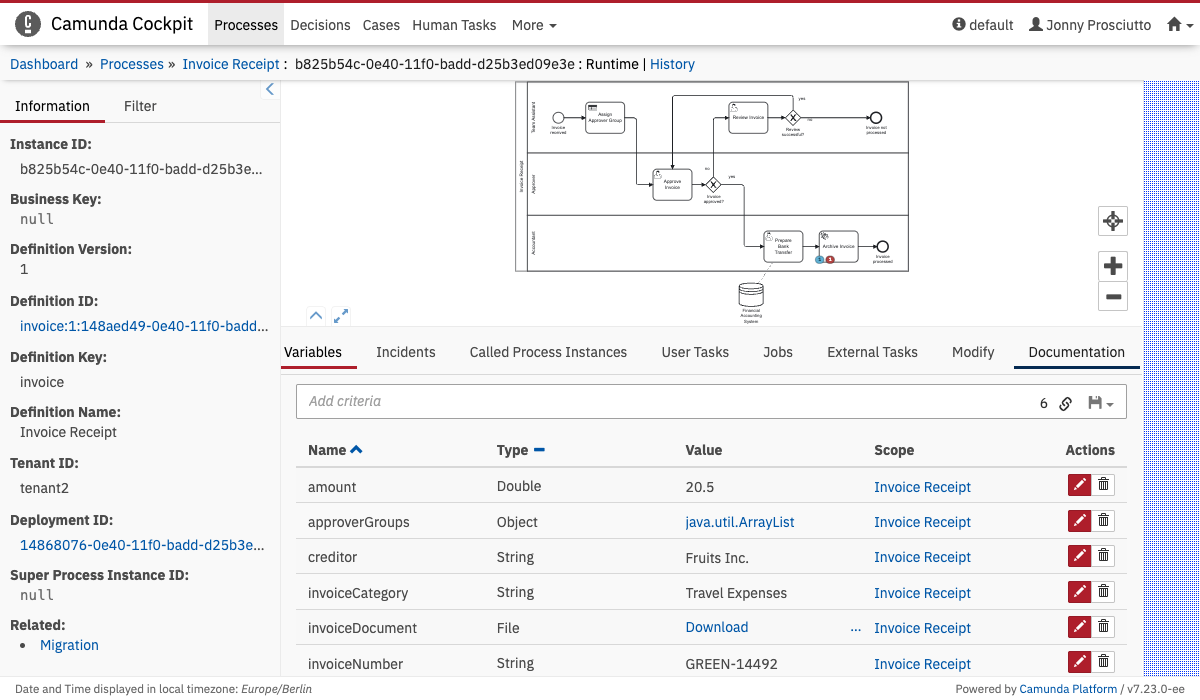 Camunda Cockpit Processes Decisions Cases Human Tasks More default Jonny Prosciutto
Dashboard » Processes » Invoice Receipt : b825b54c-0e40-11f0-badd-d25b3ed09e3e : Runtime | History
Information Filter
Instance ID:
b825b54c-0e40-11f0-badd-d25b3e...
Business Key:
null
Definition Version:
1
Definition ID:
invoice:1:148aed49-0e40-11f0-badd...
Definition Key:
invoice
Definition Name:
Invoice Receipt
Tenant ID:
tenant2
Deployment ID:
14868076-0e40-11f0-badd-d25b3e...
Super Process Instance ID:
null
Related:
• Migration
Invoice Receipt
Team Assistant
Invoice
received
Assign
Approver Group
Review Invoice
yes
no
Review
successful?
Invoice not
processed
Approver
Approve
Invoice
no
yes
Invoice
approved?
Accountant
Prepare
Bank
Transfer
Archive Invoice
1 1
Invoice
processed
Financial
Accounting
System
Variables Incidents Called Process Instances User Tasks Jobs External Tasks Modify Documentation
Add criteria 6
Name Type Value Scope Actions
amount Double 20.5 Invoice Receipt
approverGroups Object java.util.ArrayList Invoice Receipt
creditor String Fruits Inc. Invoice Receipt
invoiceCategory String Travel Expenses Invoice Receipt
invoiceDocument File Download ... Invoice Receipt
invoiceNumber String GREEN-14492 Invoice Receipt
Date and Time displayed in local timezone: Europe/Berlin Powered by Camunda Platform / v7.23.0-ee